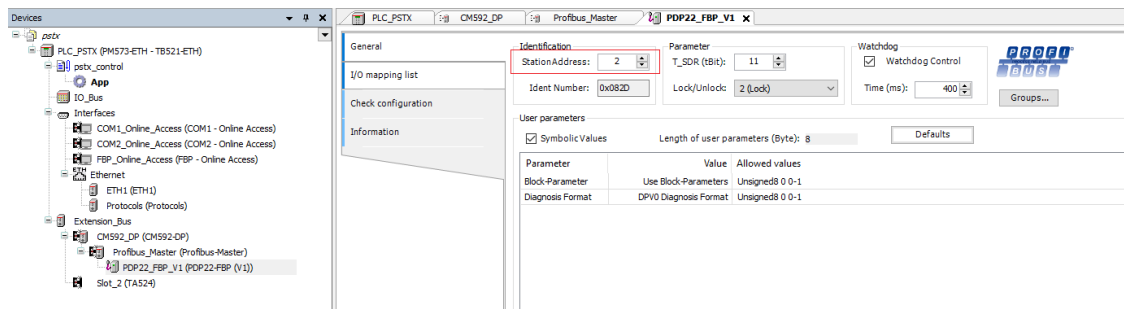 Devices
pstx
PLC_PSTX (PM573-ETH - TB521-ETH)
pstx_control
App
IO_Bus
Interfaces
COM1_Online_Access (COM1 - Online Access)
COM2_Online_Access (COM2 - Online Access)
FBP_Online_Access (FBP - Online Access)
Ethernet
ETH1 (ETH1)
Protocols (Protocols)
Extension_Bus
CM592_DP (CM592-DP)
Profibus_Master (Profibus-Master)
PDP22_FBP_V1 (PDP22-FBP (V1))
Slot_2 (TA524)
PLC_PSTX CM592_DP Profibus_Master PDP22_FBP_V1
General
I/O mapping list
Check configuration
Information
Identification Parameter Watchdog
Station Address: 2 T_SDR (tBit): 11 Watchdog Control
Ident Number: 0x082D Lock/Unlock: 2 (Lock) Time (ms): 400
PROFI
BUS
Groups...
User parameters
Symbolic Values Length of user parameters (Byte): 8 Defaults
Parameter Value Allowed values
Block-Parameter Use Block-Parameters Unsigned8 0 0-1
Diagnosis Format DPV0 Diagnosis Format Unsigned8 0 0-1